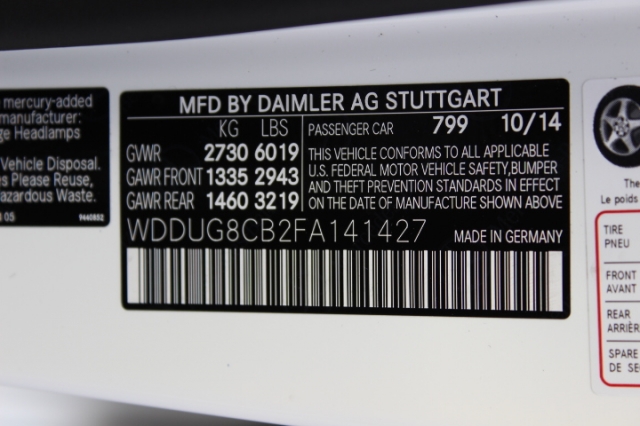 mercury-added
manufacturer:
ge Headlamps
Vehicle Disposal.
s Please Reuse,
azardous Waste.
05 9440802
MFD BY DAIMLER AG STUTTGART
KG LBS
GVWR 2730 6019
GAWR FRONT 1335 2943
GAWR REAR 1460 3219
PASSENGER CAR 799 10/14
THIS VEHICLE CONFORMS TO ALL APPLICABLE
U.S. FEDERAL MOTOR VEHICLE SAFETY, BUMPER
AND THEFT PREVENTION STANDARDS IN EFFECT
ON THE DATE OF MANUFACTURE SHOWN ABOVE
WDDUG8CB2FA141427 MADE IN GERMANY
The
Le poids
TIRE
PNEU
FRONT
AVANT
REAR
ARRIÈR
SPARE
DE SE